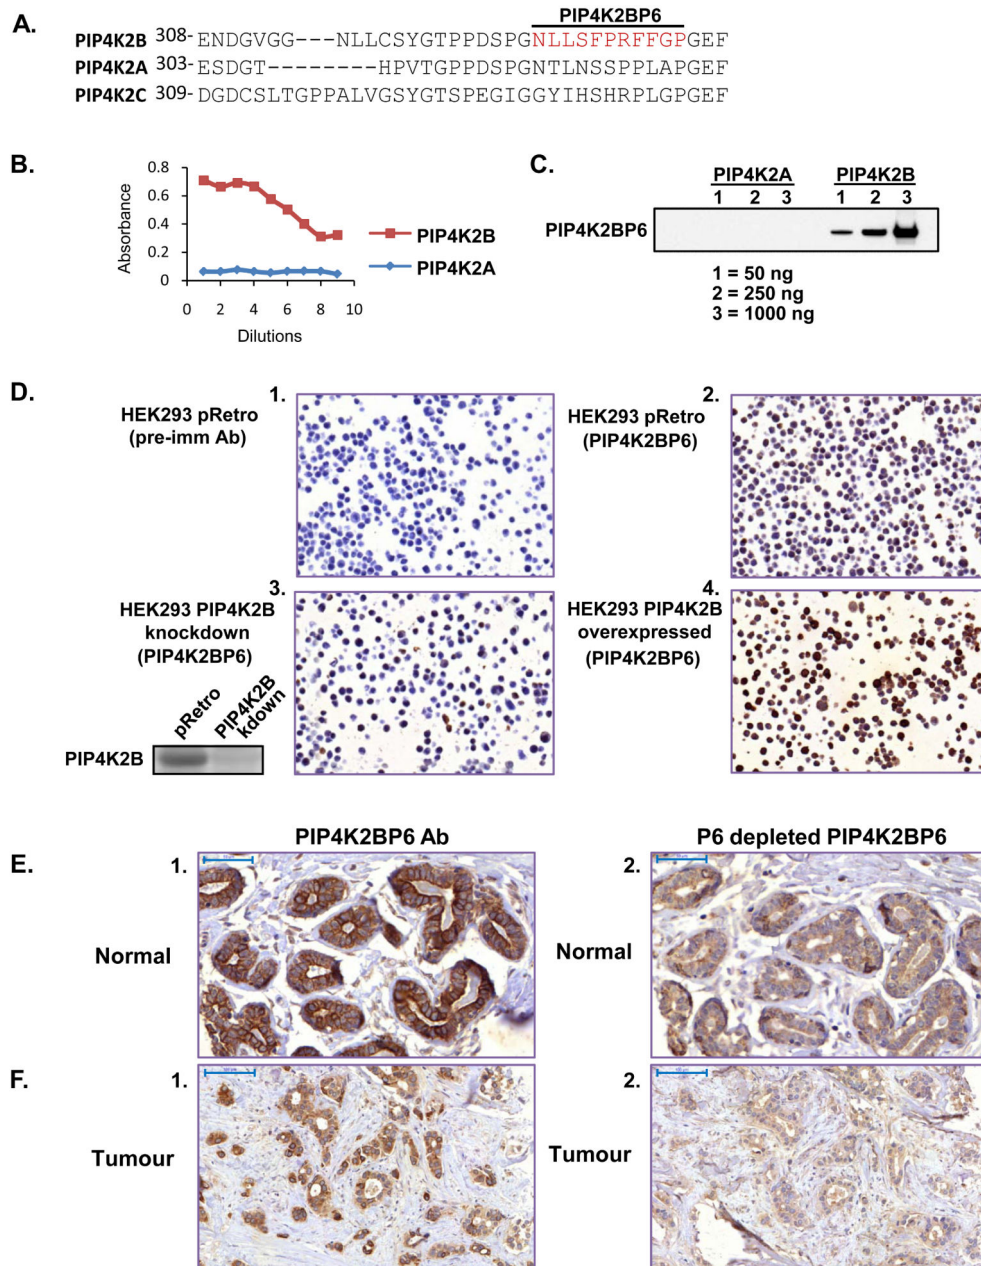 A.
PIP4K2BP6
PIP4K2B 308- ENDGVGG---NLLCSYGTPPDSPGNLLSFPRFFGPGEF
PIP4K2A 303- ESDGT--------HPVTGPPDSPGNTLNSSPPLAPGEF
PIP4K2C 309- DGDCSLTGPPALVGSYGTSPEGIGGYIHSHRPLGPGEF
B.
0.8
0.6
0.4
0.2
0
Absorbance
0 2 4 6 8 10
Dilutions
PIP4K2B
PIP4K2A
C.
PIP4K2A PIP4K2B
1 2 3 1 2 3
PIP4K2BP6
1 = 50 ng
2 = 250 ng
3 = 1000 ng
D.
1.
HEK293 pRetro
(pre-imm Ab)
2.
HEK293 pRetro
(PIP4K2BP6)
3.
HEK293 PIP4K2B
knockdown
(PIP4K2BP6)
4.
HEK293 PIP4K2B
overexpressed
(PIP4K2BP6)
pRetro
PIP4K2B
kdown
PIP4K2B
PIP4K2BP6 Ab
P6 depleted PIP4K2BP6
E.
1.
Normal
2.
Normal
F.
1.
Tumour
2.
Tumour